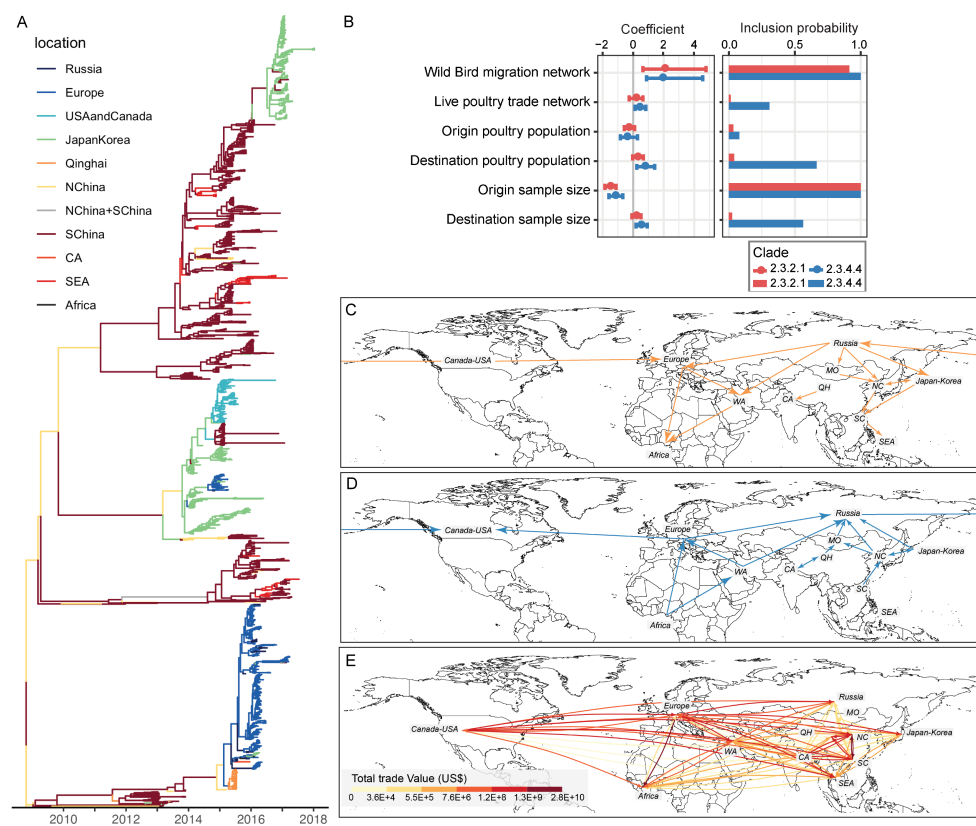 A
location
Russia
Europe
USAandCanada
JapanKorea
Qinghai
NChina
NChina+SChina
SChina
CA
SEA
Africa
2010 2012 2014 2016 2018
B
Coefficient Inclusion probability
−2 0 2 4 0.0 0.5 1.0
Wild Bird migration network
Live poultry trade network
Origin poultry population
Destination poultry population
Origin sample size
Destination sample size
Clade
2.3.2.1 2.3.4.4
2.3.2.1 2.3.4.4
C
Russia
Canada-USA Europe
MO
QH NC Japan-Korea
WA CA
SC
SEA
Africa
D
Russia
Canada-USA Europe
MO
QH NC Japan-Korea
WA CA
SC
SEA
Africa
E
Russia
Europe MO
Canada-USA QH NC Japan-Korea
WA CA SC
SEA
Africa
Total trade Value (US$)
0 3.6E+4 5.5E+5 7.6E+6 1.2E+8 1.3E+9 2.8E+10